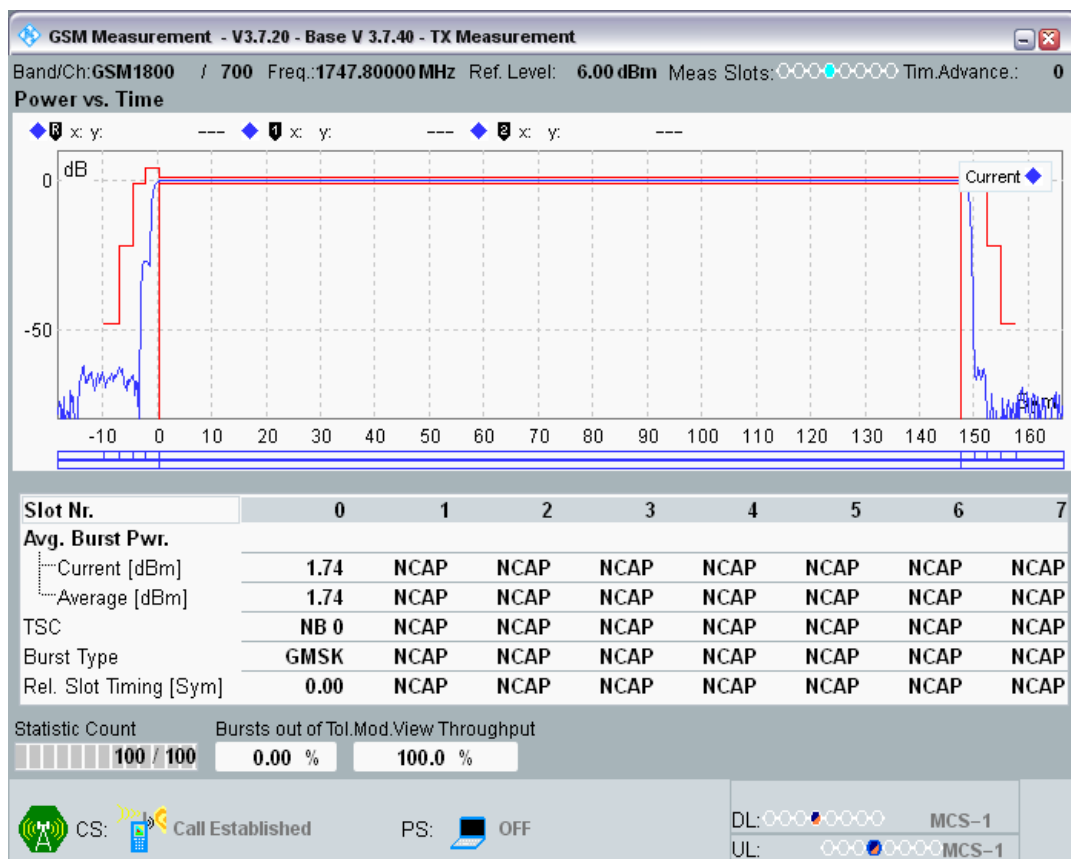 GSM Measurement - V3.7.20 - Base V 3.7.40 - TX Measurement
Band/Ch:GSM1800 / 700 Freq.:1747.80000MHz Ref. Level: 6.00dBm Meas Slots: Tim.Advance.: 0
Power vs. Time
R x: y: --- 1 x: y: --- 2 x: y: ---
dB
Current
0
-50
-10 0 10 20 30 40 50 60 70 80 90 100 110 120 130 140 150 160
Slot Nr. 0 1 2 3 4 5 6 7
Avg. Burst Pwr.
Current [dBm] 1.74 NCAP NCAP NCAP NCAP NCAP NCAP NCAP
Average [dBm] 1.74 NCAP NCAP NCAP NCAP NCAP NCAP NCAP
TSC NB 0 NCAP NCAP NCAP NCAP NCAP NCAP NCAP
Burst Type GMSK NCAP NCAP NCAP NCAP NCAP NCAP NCAP
Rel. Slot Timing [Sym] 0.00 NCAP NCAP NCAP NCAP NCAP NCAP NCAP
Statistic Count Bursts out of Tol.Mod.View Throughput
100 / 100 0.00 % 100.0 %
CS: Call Established PS: OFF
DL: MCS-1
UL: MCS-1